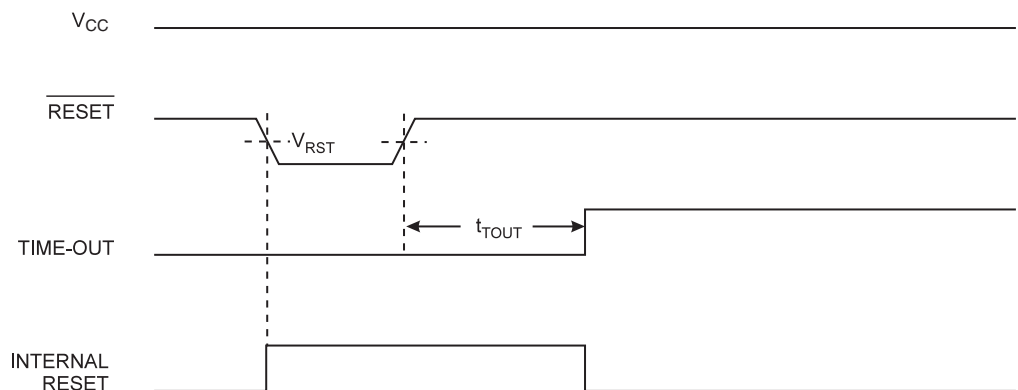 VCC
RESET
VRST
tTOUT
TIME-OUT
INTERNAL
RESET